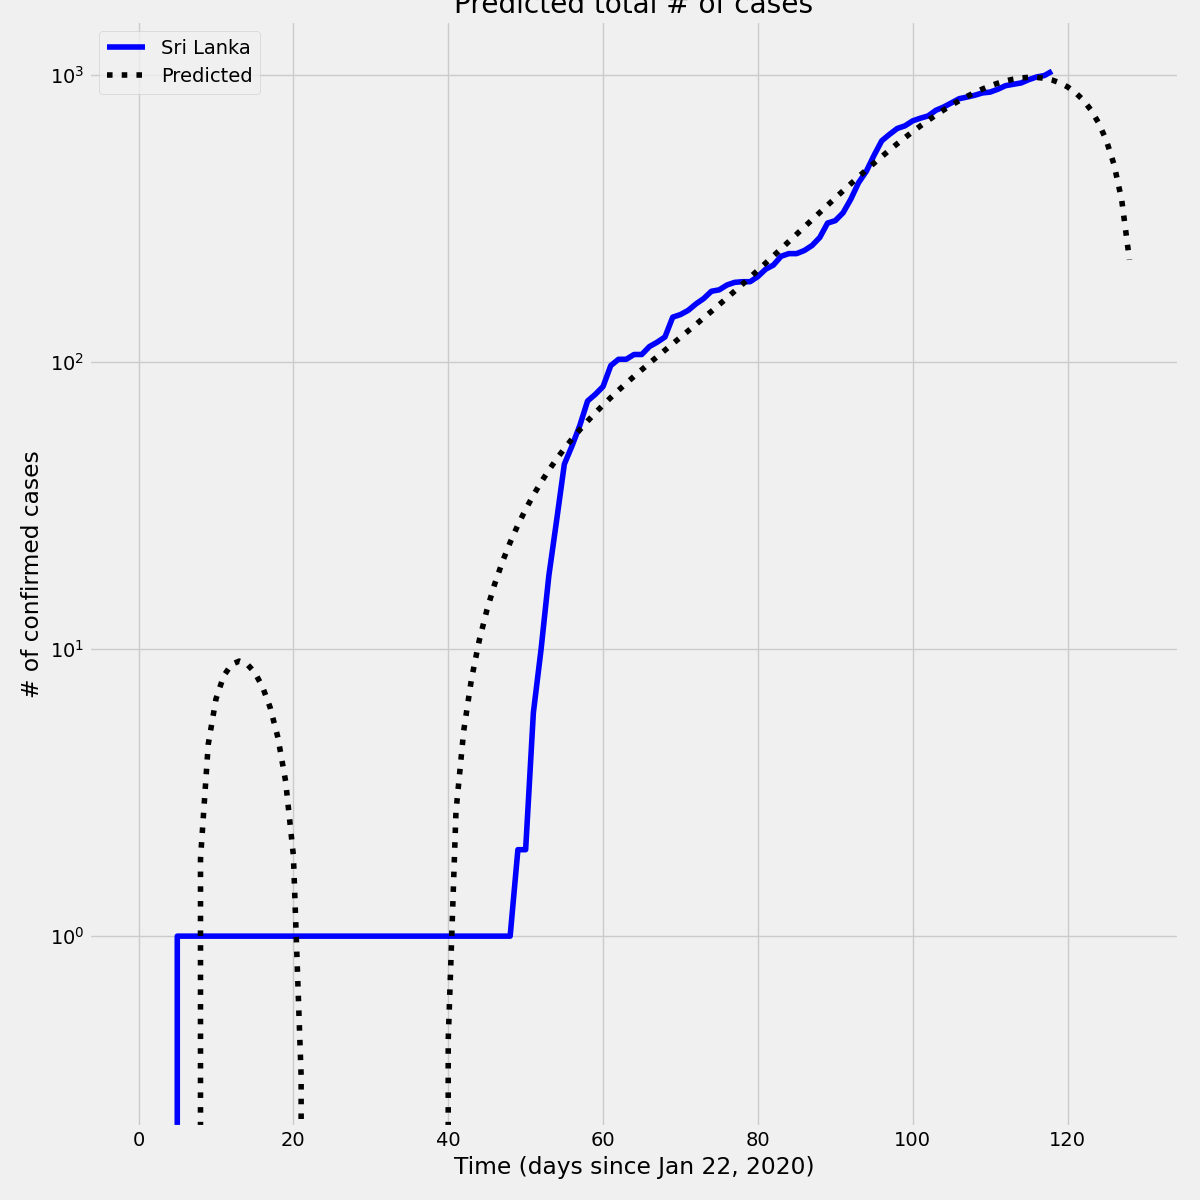 Predicted total # of cases
Sri Lanka
Predicted
10³
10²
10¹
10⁰
# of confirmed cases
0 20 40 60 80 100 120
Time (days since Jan 22, 2020)